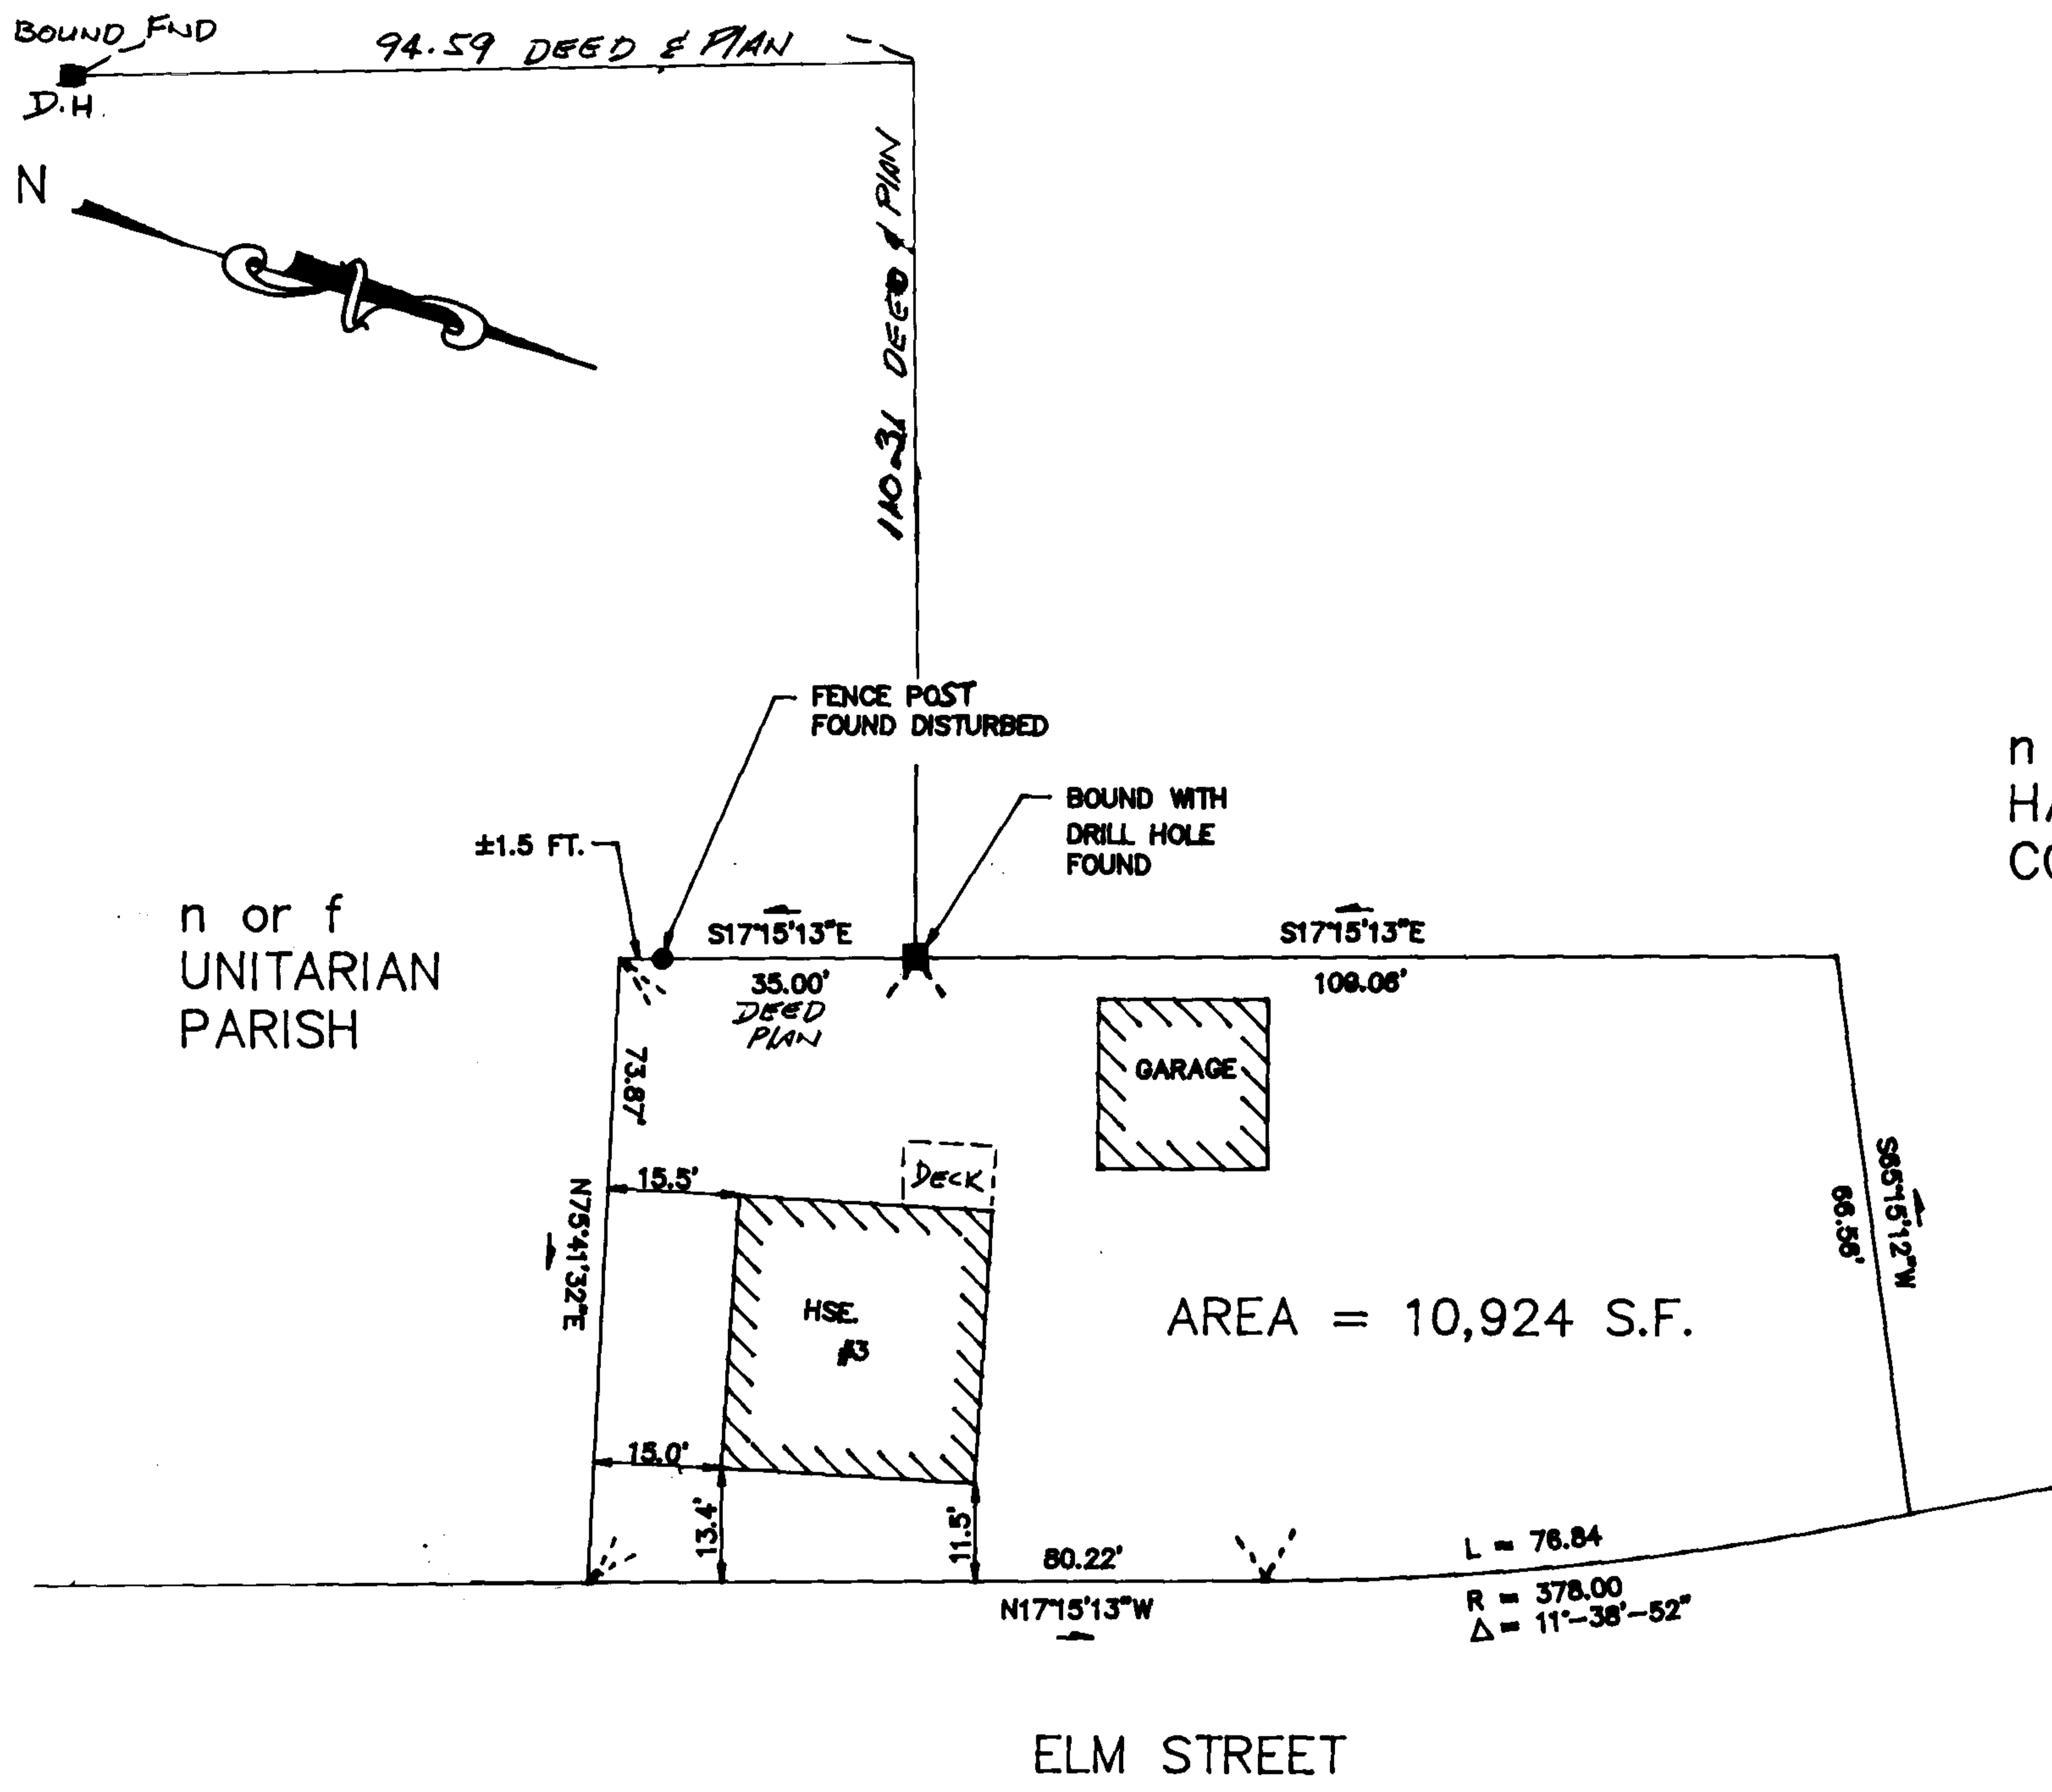 BOUND FND
94.59 DEED & PLAN
D.H.
N
110.31 DEED & PLAN
FENCE POST
FOUND DISTURBED
BOUND WITH
DRILL HOLE
FOUND
±1.5 FT.
n or f
UNITARIAN
PARISH
n
HA
CO
S17°15'13"E
35.00'
DEED
PLAN
S17°15'13"E
109.06'
73.87'
N75°41'32"E
GARAGE
DECK
15.5'
HSE.
#3
15.0'
13.4'
11.5'
AREA = 10,924 S.F.
S65°15'12"W
66.56'
80.22'
N17°15'13"W
L = 76.84
R = 378.00
Δ = 11°-38'-52"
ELM STREET